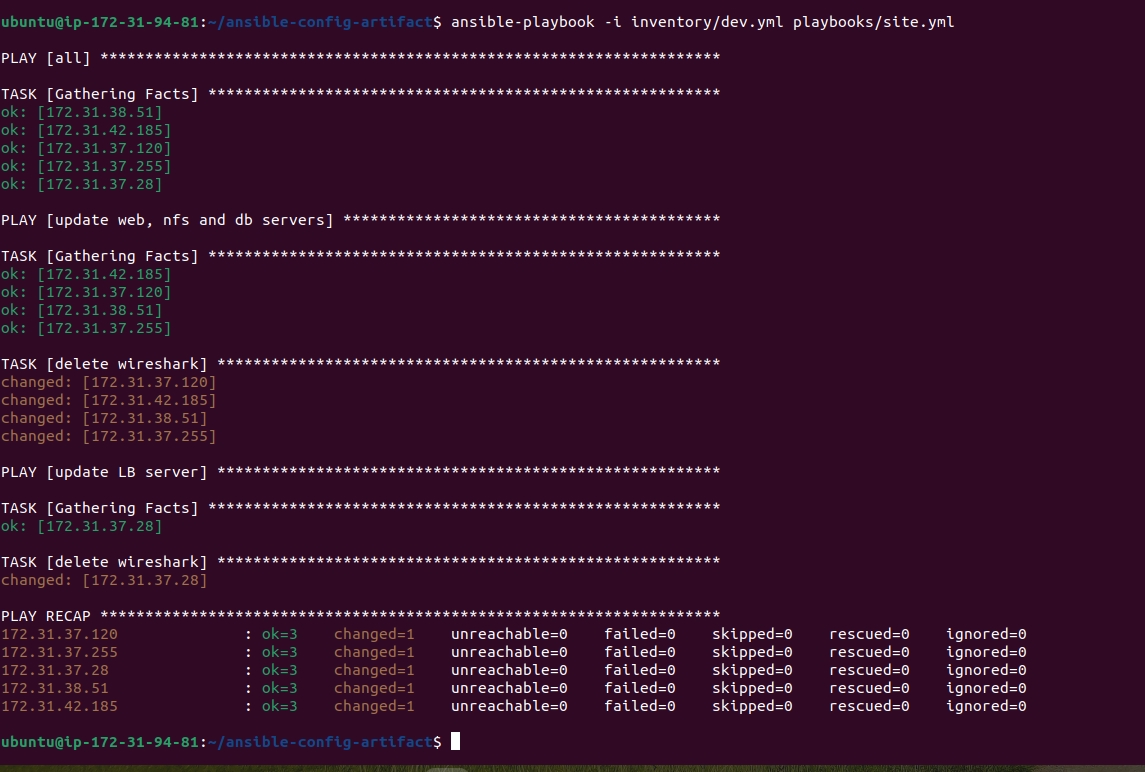 ubuntu@ip-172-31-94-81:~/ansible-config-artifact$ ansible-playbook -i inventory/dev.yml playbooks/site.yml
PLAY [all] *********************************************************************
TASK [Gathering Facts] *********************************************************
ok: [172.31.38.51]
ok: [172.31.42.185]
ok: [172.31.37.120]
ok: [172.31.37.255]
ok: [172.31.37.28]
PLAY [update web, nfs and db servers] ******************************************
TASK [Gathering Facts] *********************************************************
ok: [172.31.42.185]
ok: [172.31.37.120]
ok: [172.31.38.51]
ok: [172.31.37.255]
TASK [delete wireshark] ********************************************************
changed: [172.31.37.120]
changed: [172.31.42.185]
changed: [172.31.38.51]
changed: [172.31.37.255]
PLAY [update LB server] ********************************************************
TASK [Gathering Facts] *********************************************************
ok: [172.31.37.28]
TASK [delete wireshark] ********************************************************
changed: [172.31.37.28]
PLAY RECAP *********************************************************************
172.31.37.120              : ok=3    changed=1    unreachable=0    failed=0    skipped=0    rescued=0    ignored=0
172.31.37.255              : ok=3    changed=1    unreachable=0    failed=0    skipped=0    rescued=0    ignored=0
172.31.37.28               : ok=3    changed=1    unreachable=0    failed=0    skipped=0    rescued=0    ignored=0
172.31.38.51               : ok=3    changed=1    unreachable=0    failed=0    skipped=0    rescued=0    ignored=0
172.31.42.185              : ok=3    changed=1    unreachable=0    failed=0    skipped=0    rescued=0    ignored=0
ubuntu@ip-172-31-94-81:~/ansible-config-artifact$